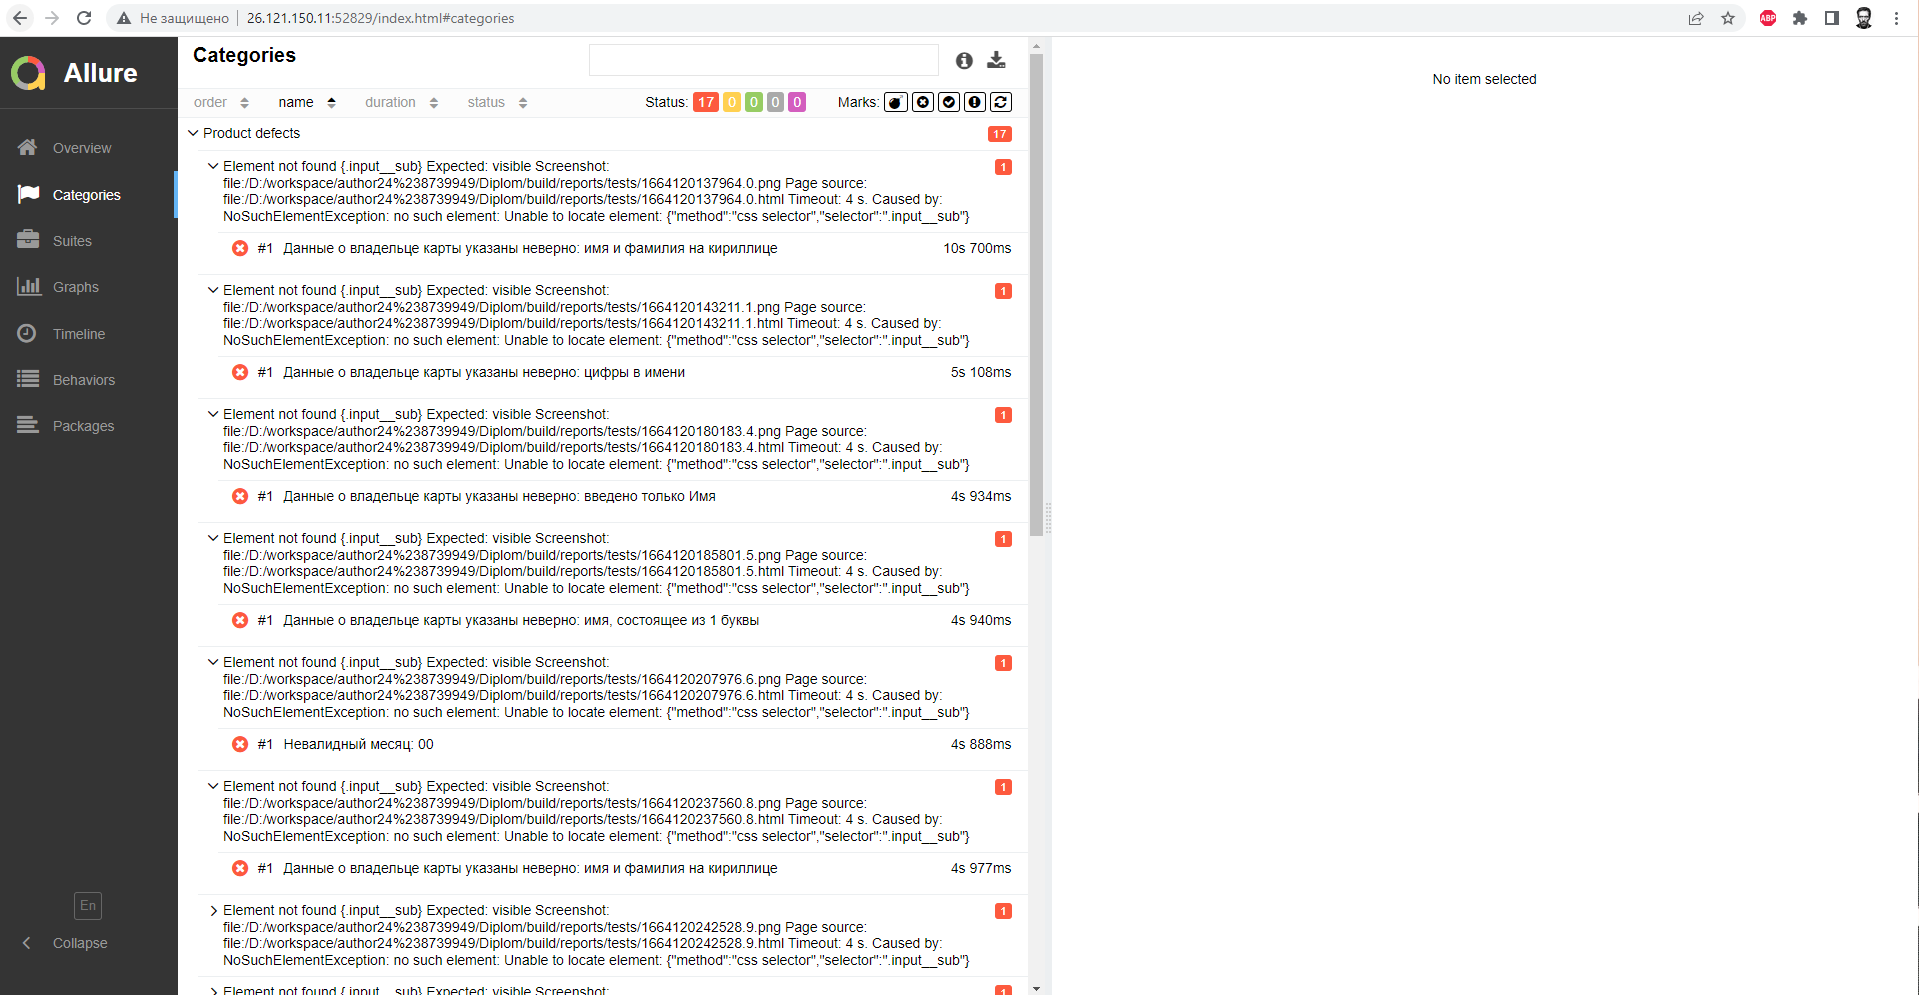 Не защищено
26.121.150.11:52829/index.html#categories
ABP
Allure
Overview
Categories
Suites
Graphs
Timeline
Behaviors
Packages
En
Collapse
Categories
order name duration status Status: 17 0 0 0 0 Marks:
Product defects 17
Element not found {.input__sub} Expected: visible Screenshot: 1
file:/D:/workspace/author24%238739949/Diplom/build/reports/tests/1664120137964.0.png Page source:
file:/D:/workspace/author24%238739949/Diplom/build/reports/tests/1664120137964.0.html Timeout: 4 s. Caused by:
NoSuchElementException: no such element: Unable to locate element: {"method":"css selector","selector":".input__sub"}
#1 Данные о владельце карты указаны неверно: имя и фамилия на кириллице 10s 700ms
Element not found {.input__sub} Expected: visible Screenshot: 1
file:/D:/workspace/author24%238739949/Diplom/build/reports/tests/1664120143211.1.png Page source:
file:/D:/workspace/author24%238739949/Diplom/build/reports/tests/1664120143211.1.html Timeout: 4 s. Caused by:
NoSuchElementException: no such element: Unable to locate element: {"method":"css selector","selector":".input__sub"}
#1 Данные о владельце карты указаны неверно: цифры в имени 5s 108ms
Element not found {.input__sub} Expected: visible Screenshot: 1
file:/D:/workspace/author24%238739949/Diplom/build/reports/tests/1664120180183.4.png Page source:
file:/D:/workspace/author24%238739949/Diplom/build/reports/tests/1664120180183.4.html Timeout: 4 s. Caused by:
NoSuchElementException: no such element: Unable to locate element: {"method":"css selector","selector":".input__sub"}
#1 Данные о владельце карты указаны неверно: введено только Имя 4s 934ms
Element not found {.input__sub} Expected: visible Screenshot: 1
file:/D:/workspace/author24%238739949/Diplom/build/reports/tests/1664120185801.5.png Page source:
file:/D:/workspace/author24%238739949/Diplom/build/reports/tests/1664120185801.5.html Timeout: 4 s. Caused by:
NoSuchElementException: no such element: Unable to locate element: {"method":"css selector","selector":".input__sub"}
#1 Данные о владельце карты указаны неверно: имя, состоящее из 1 буквы 4s 940ms
Element not found {.input__sub} Expected: visible Screenshot: 1
file:/D:/workspace/author24%238739949/Diplom/build/reports/tests/1664120207976.6.png Page source:
file:/D:/workspace/author24%238739949/Diplom/build/reports/tests/1664120207976.6.html Timeout: 4 s. Caused by:
NoSuchElementException: no such element: Unable to locate element: {"method":"css selector","selector":".input__sub"}
#1 Невалидный месяц: 00 4s 888ms
Element not found {.input__sub} Expected: visible Screenshot: 1
file:/D:/workspace/author24%238739949/Diplom/build/reports/tests/1664120237560.8.png Page source:
file:/D:/workspace/author24%238739949/Diplom/build/reports/tests/1664120237560.8.html Timeout: 4 s. Caused by:
NoSuchElementException: no such element: Unable to locate element: {"method":"css selector","selector":".input__sub"}
#1 Данные о владельце карты указаны неверно: имя и фамилия на кириллице 4s 977ms
Element not found {.input__sub} Expected: visible Screenshot: 1
file:/D:/workspace/author24%238739949/Diplom/build/reports/tests/1664120242528.9.png Page source:
file:/D:/workspace/author24%238739949/Diplom/build/reports/tests/1664120242528.9.html Timeout: 4 s. Caused by:
NoSuchElementException: no such element: Unable to locate element: {"method":"css selector","selector":".input__sub"}
Element not found {.input__sub} Expected: visible Screenshot: 1
No item selected